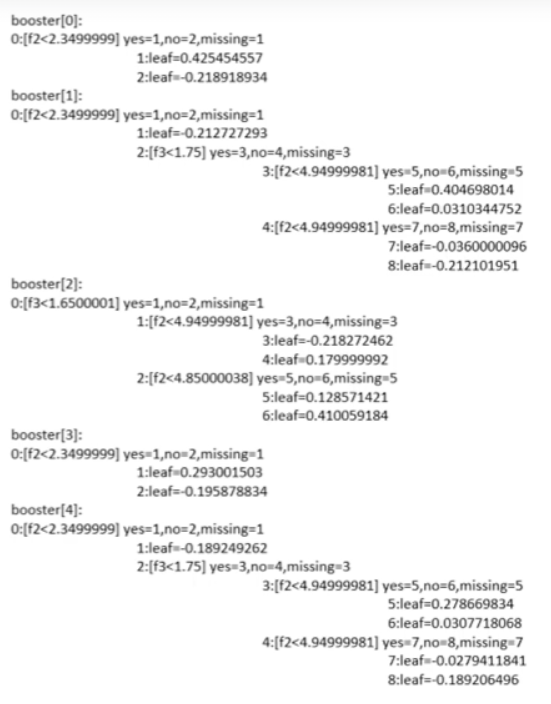 booster[0]:
0:[f2<2.3499999] yes=1,no=2,missing=1
1:leaf=0.425454557
2:leaf=-0.218918934
booster[1]:
0:[f2<2.3499999] yes=1,no=2,missing=1
1:leaf=-0.212727293
2:[f3<1.75] yes=3,no=4,missing=3
3:[f2<4.94999981] yes=5,no=6,missing=5
5:leaf=0.404698014
6:leaf=0.0310344752
4:[f2<4.94999981] yes=7,no=8,missing=7
7:leaf=-0.0360000096
8:leaf=-0.212101951
booster[2]:
0:[f3<1.6500001] yes=1,no=2,missing=1
1:[f2<4.94999981] yes=3,no=4,missing=3
3:leaf=-0.218272462
4:leaf=0.179999992
2:[f2<4.85000038] yes=5,no=6,missing=5
5:leaf=0.128571421
6:leaf=0.410059184
booster[3]:
0:[f2<2.3499999] yes=1,no=2,missing=1
1:leaf=0.293001503
2:leaf=-0.195878834
booster[4]:
0:[f2<2.3499999] yes=1,no=2,missing=1
1:leaf=-0.189249262
2:[f3<1.75] yes=3,no=4,missing=3
3:[f2<4.94999981] yes=5,no=6,missing=5
5:leaf=0.278669834
6:leaf=0.0307718068
4:[f2<4.94999981] yes=7,no=8,missing=7
7:leaf=-0.0279411841
8:leaf=-0.189206496